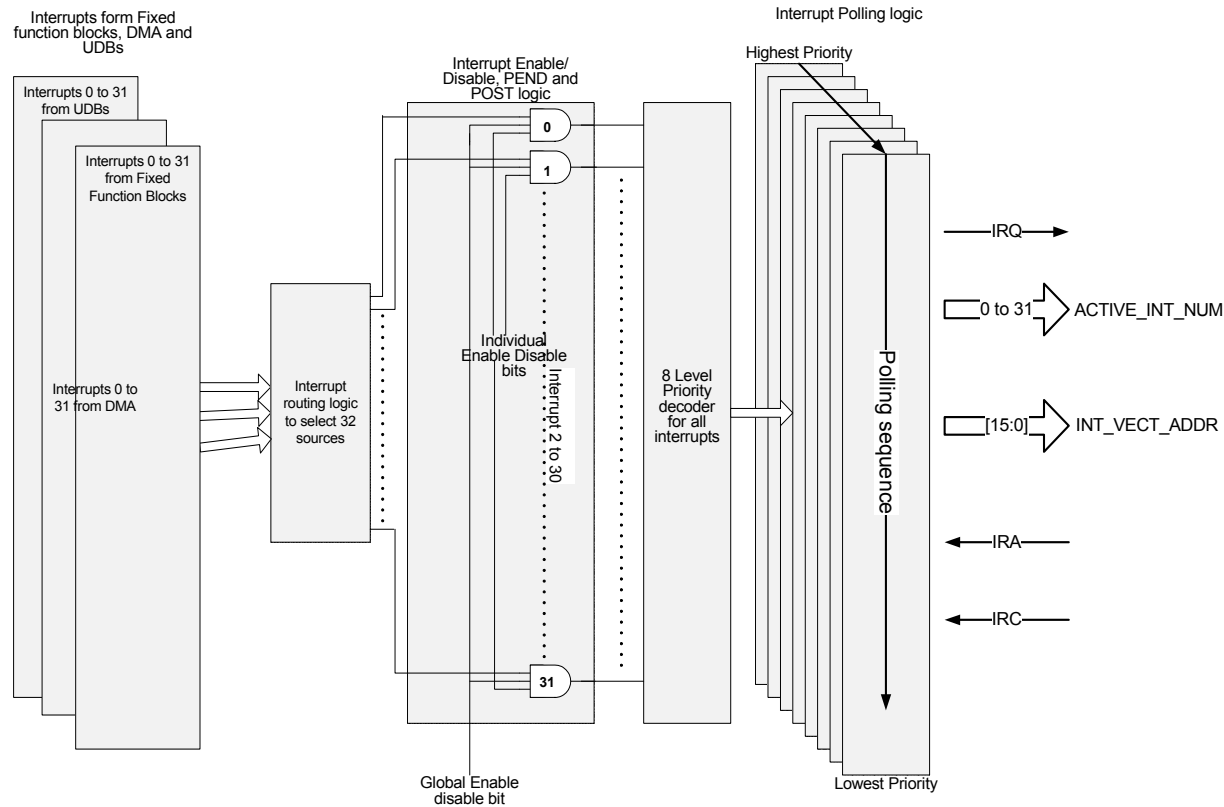 Interrupts form Fixed
function blocks, DMA and
UDBs
Interrupts 0 to 31
from UDBs
Interrupts 0 to 31
from Fixed
Function Blocks
Interrupts 0 to
31 from DMA
Interrupt
routing logic
to select 32
sources
Interrupt Enable/
Disable, PEND and
POST logic
0
1
Individual
Enable Disable
bits
Interrupt 2 to 30
31
Global Enable
disable bit
8 Level
Priority
decoder
for all
interrupts
Interrupt Polling logic
Highest Priority
Polling sequence
Lowest Priority
IRQ
0 to 31
ACTIVE_INT_NUM
[15:0]
INT_VECT_ADDR
IRA
IRC